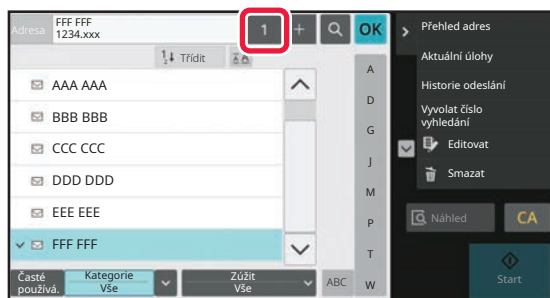 Adresa
FFF FFF
1234.xxx
1
+
OK
Třídit
AAA AAA
BBB BBB
CCC CCC
DDD DDD
EEE EEE
FFF FFF
A
D
G
J
M
P
T
W
Časté
používá.
Kategorie
Vše
Zúžit
Vše
ABC
Přehled adres
Aktuální úlohy
Historie odeslání
Vyvolat číslo
vyhledání
Editovat
Smazat
Náhled
CA
Start